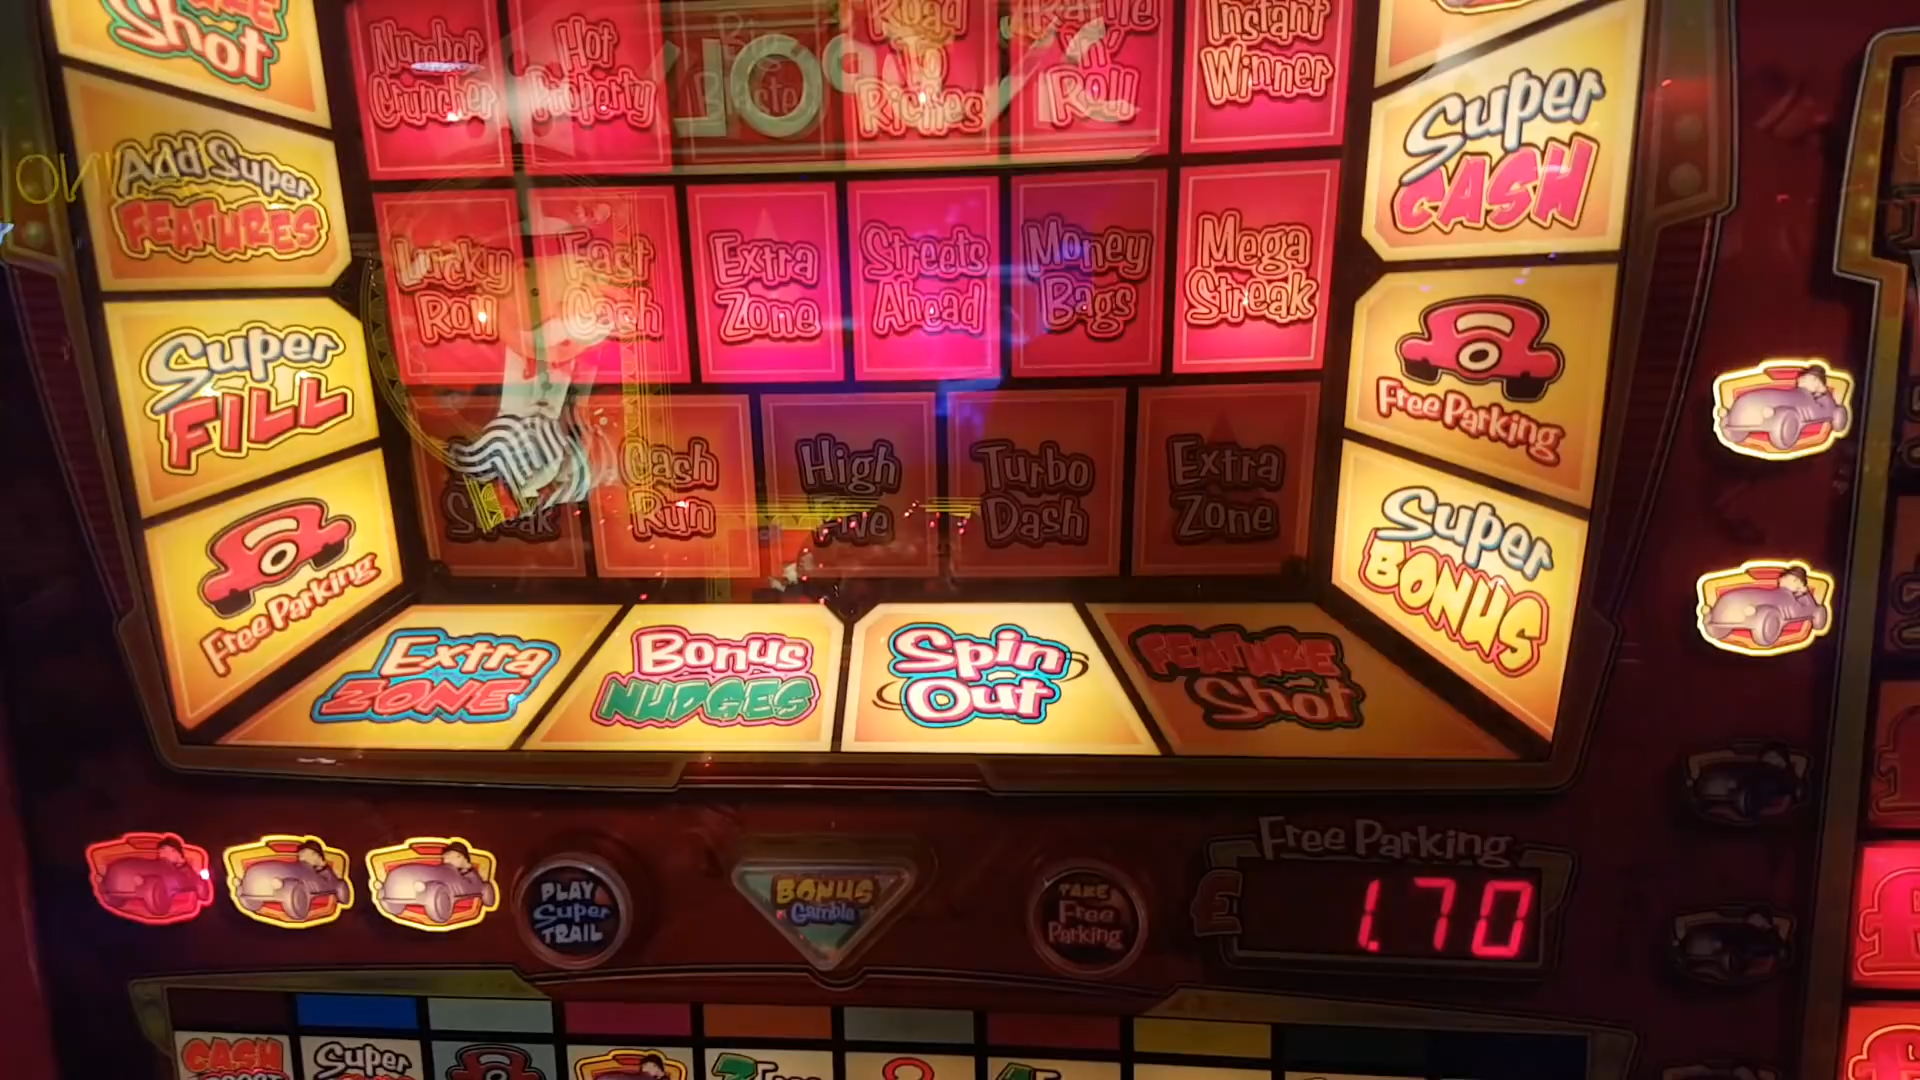 Shot
Number
Cruncher
Hot
Property
Road
To
Riches
Roll
Instant
Winner
Add Super
FEATURES
Super
CASH
Lucky
Roll
Fast
Cash
Extra
Zone
Streets
Ahead
Money
Bags
Mega
Streak
Super
FILL
Free Parking
Cash
Run
High
Five
Turbo
Dash
Extra
Zone
Free Parking
Super
BONUS
Extra
ZONE
Bonus
NUDGES
Spin
Out
FEATURE
Shot
PLAY
Super
TRAIL
BONUS
Gamble
TAKE
Free
Parking
Free Parking
£ 1.70
CASH
Super